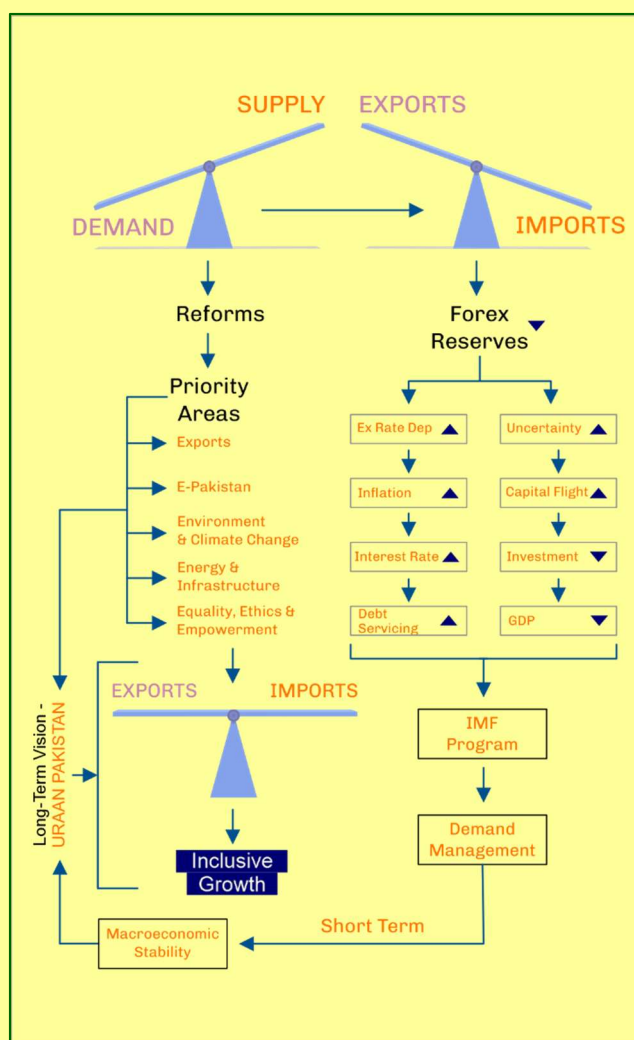 SUPPLY
EXPORTS
DEMAND
IMPORTS
Reforms
Forex
Reserves
Priority
Areas
Exports
E-Pakistan
Environment
& Climate Change
Energy &
Infrastructure
Equality, Ethics &
Empowerment
Ex Rate Dep
Uncertainty
Inflation
Capital Flight
Interest Rate
Investment
Debt
Servicing
GDP
EXPORTS
IMPORTS
IMF
Program
Long-Term Vision -
URAAN PAKISTAN
Demand
Management
Inclusive
Growth
Short Term
Macroeconomic
Stability